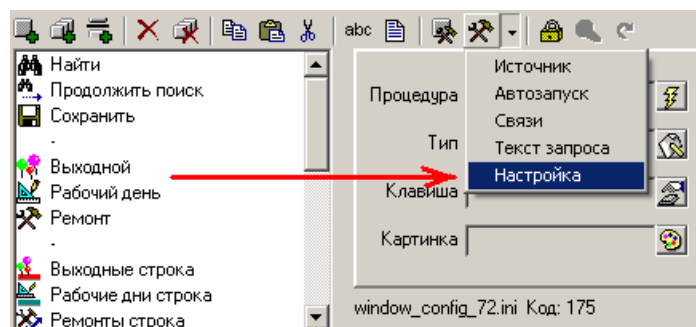 abc
Найти
Продолжить поиск
Сохранить
-
Выходной
Рабочий день
Ремонт
-
Выходные строка
Рабочие дни строка
Ремонты строка
Процедура
Тип
Клавиша
Картинка
Источник
Автозапуск
Связи
Текст запроса
Настройка
window_config_72.ini Код: 175